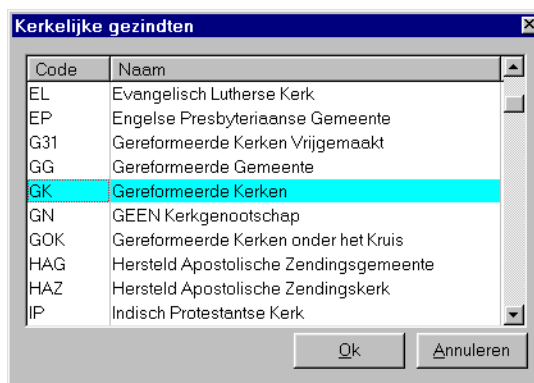 Kerkelijke gezindten
Code Naam
EL Evangelisch Lutherse Kerk
EP Engelse Presbyteriaanse Gemeente
G31 Gereformeerde Kerken Vrijgemaakt
GG Gereformeerde Gemeente
GK Gereformeerde Kerken
GN GEEN Kerkgenootschap
GOK Gereformeerde Kerken onder het Kruis
HAG Hersteld Apostolische Zendingsgemeente
HAZ Hersteld Apostolische Zendingskerk
IP Indisch Protestantse Kerk
Ok Annuleren